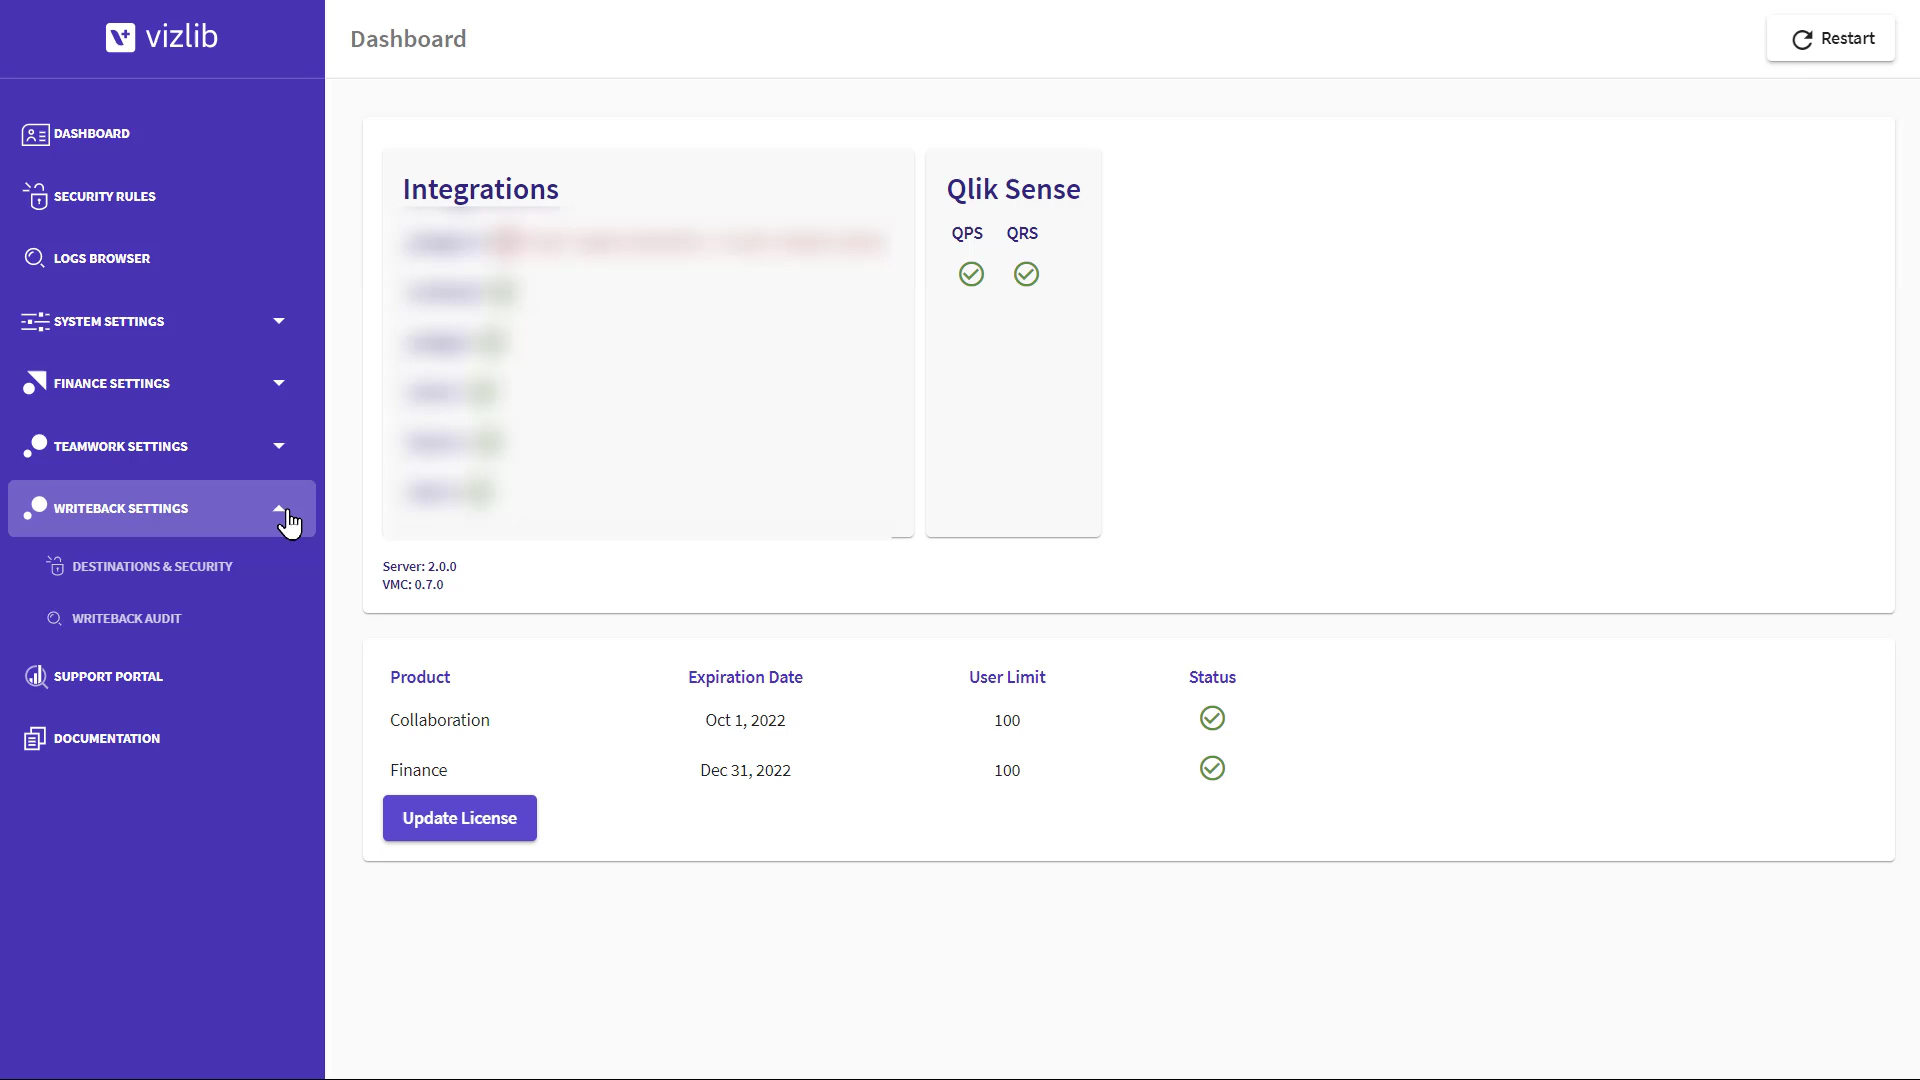 vizlib
Dashboard
Restart
DASHBOARD
SECURITY RULES
LOGS BROWSER
SYSTEM SETTINGS
FINANCE SETTINGS
TEAMWORK SETTINGS
WRITEBACK SETTINGS
DESTINATIONS & SECURITY
WRITEBACK AUDIT
SUPPORT PORTAL
DOCUMENTATION
Integrations
Qlik Sense
QPS QRS
Server: 2.0.0
VMC: 0.7.0
Product Expiration Date User Limit Status
Collaboration Oct 1, 2022 100
Finance Dec 31, 2022 100
Update License